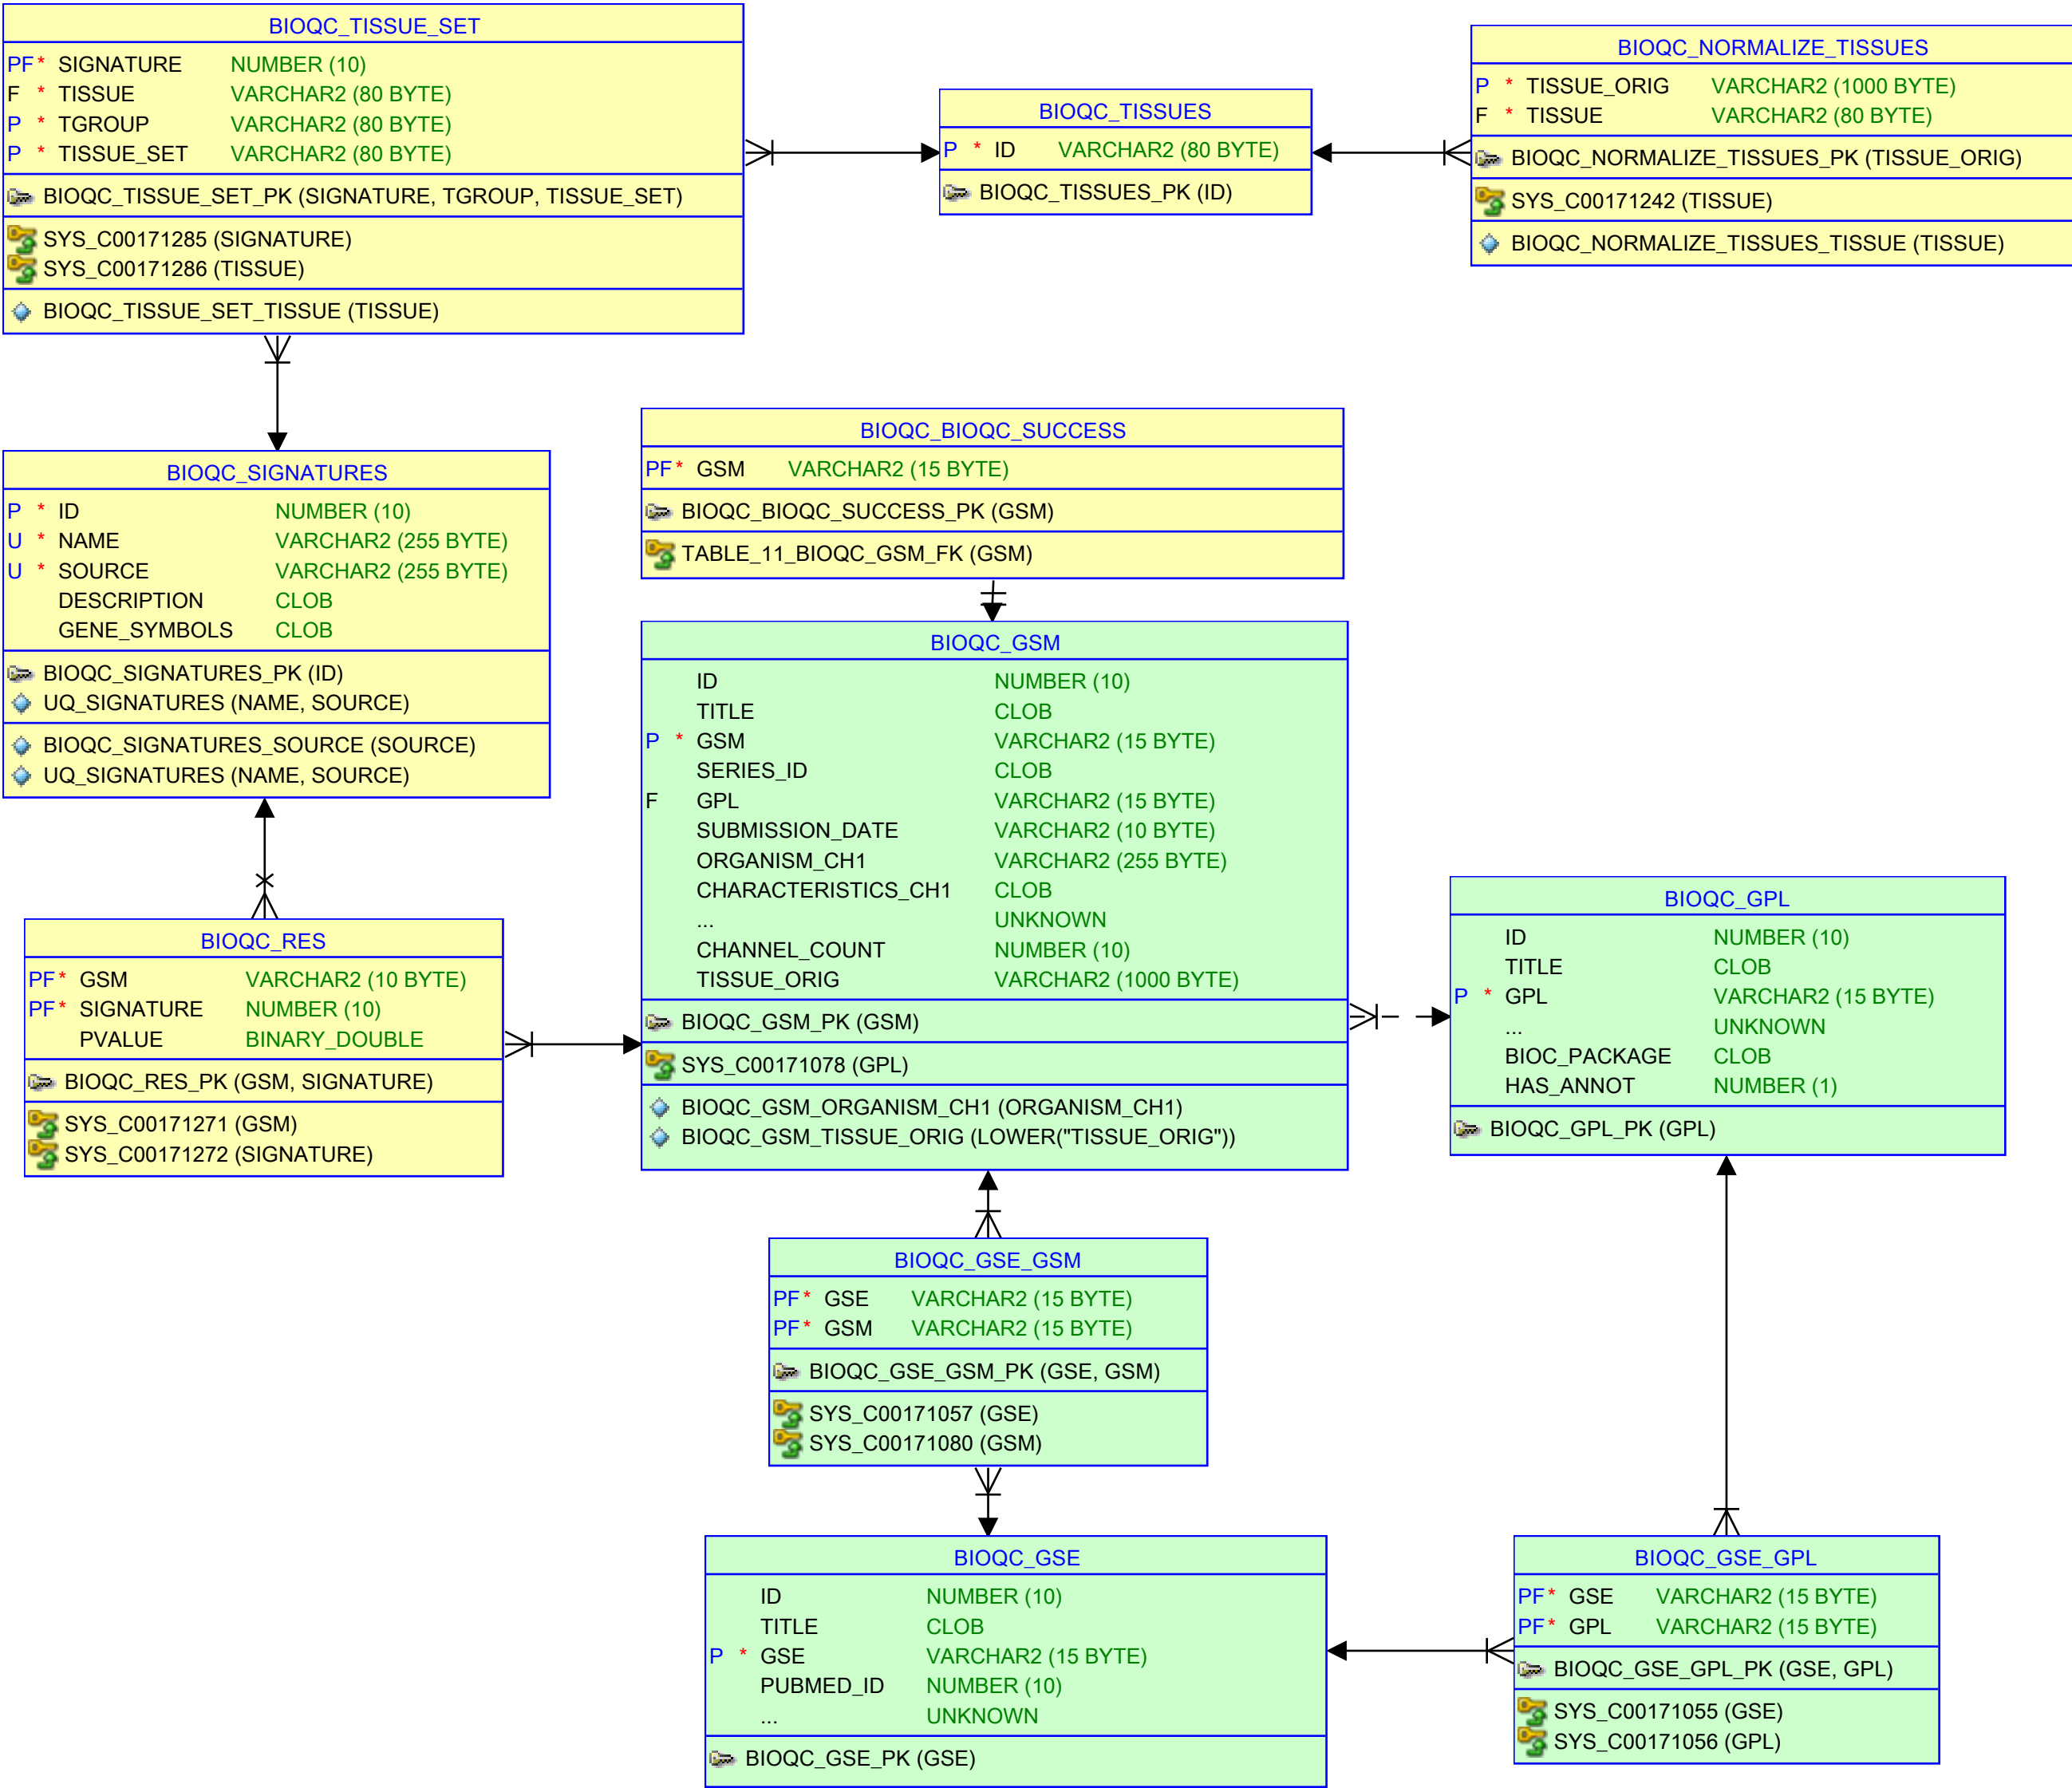 BIOQC_TISSUE_SET
PF * SIGNATURE NUMBER (10)
F * TISSUE VARCHAR2 (80 BYTE)
P * TGROUP VARCHAR2 (80 BYTE)
P * TISSUE_SET VARCHAR2 (80 BYTE)
BIOQC_TISSUE_SET_PK (SIGNATURE, TGROUP, TISSUE_SET)
SYS_C00171285 (SIGNATURE)
SYS_C00171286 (TISSUE)
BIOQC_TISSUE_SET_TISSUE (TISSUE)
BIOQC_TISSUES
P * ID VARCHAR2 (80 BYTE)
BIOQC_TISSUES_PK (ID)
BIOQC_NORMALIZE_TISSUES
P * TISSUE_ORIG VARCHAR2 (1000 BYTE)
F * TISSUE VARCHAR2 (80 BYTE)
BIOQC_NORMALIZE_TISSUES_PK (TISSUE_ORIG)
SYS_C00171242 (TISSUE)
BIOQC_NORMALIZE_TISSUES_TISSUE (TISSUE)
BIOQC_SIGNATURES
P * ID NUMBER (10)
U * NAME VARCHAR2 (255 BYTE)
U * SOURCE VARCHAR2 (255 BYTE)
DESCRIPTION CLOB
GENE_SYMBOLS CLOB
BIOQC_SIGNATURES_PK (ID)
UQ_SIGNATURES (NAME, SOURCE)
BIOQC_SIGNATURES_SOURCE (SOURCE)
UQ_SIGNATURES (NAME, SOURCE)
BIOQC_BIOQC_SUCCESS
PF * GSM VARCHAR2 (15 BYTE)
BIOQC_BIOQC_SUCCESS_PK (GSM)
TABLE_11_BIOQC_GSM_FK (GSM)
BIOQC_GSM
ID NUMBER (10)
TITLE CLOB
P * GSM VARCHAR2 (15 BYTE)
SERIES_ID CLOB
F GPL VARCHAR2 (15 BYTE)
SUBMISSION_DATE VARCHAR2 (10 BYTE)
ORGANISM_CH1 VARCHAR2 (255 BYTE)
CHARACTERISTICS_CH1 CLOB
... UNKNOWN
CHANNEL_COUNT NUMBER (10)
TISSUE_ORIG VARCHAR2 (1000 BYTE)
BIOQC_GSM_PK (GSM)
SYS_C00171078 (GPL)
BIOQC_GSM_ORGANISM_CH1 (ORGANISM_CH1)
BIOQC_GSM_TISSUE_ORIG (LOWER("TISSUE_ORIG"))
BIOQC_RES
PF * GSM VARCHAR2 (10 BYTE)
PF * SIGNATURE NUMBER (10)
PVALUE BINARY_DOUBLE
BIOQC_RES_PK (GSM, SIGNATURE)
SYS_C00171271 (GSM)
SYS_C00171272 (SIGNATURE)
BIOQC_GPL
ID NUMBER (10)
TITLE CLOB
P * GPL VARCHAR2 (15 BYTE)
... UNKNOWN
BIOC_PACKAGE CLOB
HAS_ANNOT NUMBER (1)
BIOQC_GPL_PK (GPL)
BIOQC_GSE_GSM
PF * GSE VARCHAR2 (15 BYTE)
PF * GSM VARCHAR2 (15 BYTE)
BIOQC_GSE_GSM_PK (GSE, GSM)
SYS_C00171057 (GSE)
SYS_C00171080 (GSM)
BIOQC_GSE
ID NUMBER (10)
TITLE CLOB
P * GSE VARCHAR2 (15 BYTE)
PUBMED_ID NUMBER (10)
... UNKNOWN
BIOQC_GSE_PK (GSE)
BIOQC_GSE_GPL
PF * GSE VARCHAR2 (15 BYTE)
PF * GPL VARCHAR2 (15 BYTE)
BIOQC_GSE_GPL_PK (GSE, GPL)
SYS_C00171055 (GSE)
SYS_C00171056 (GPL)